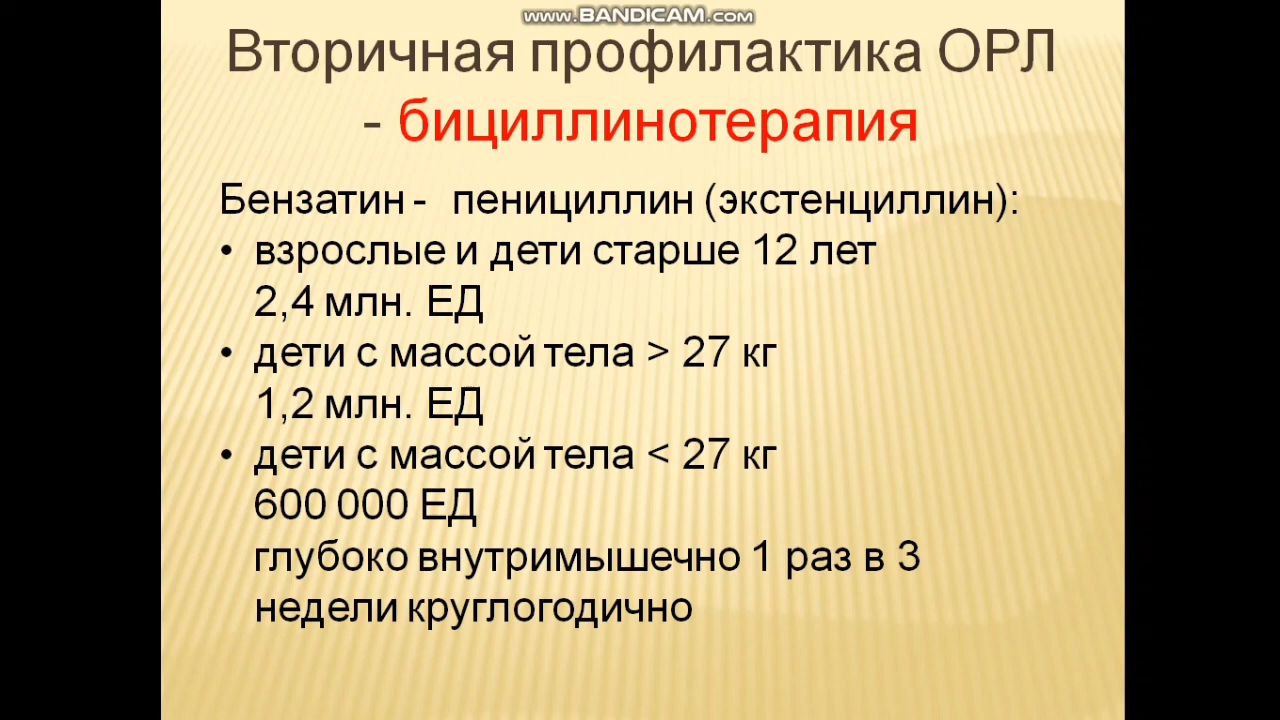 www.BANDICAM.com
Вторичная профилактика ОРЛ
- бициллинотерапия
Бензатин - пенициллин (экстенциллин):
• взрослые и дети старше 12 лет
2,4 млн. ЕД
• дети с массой тела > 27 кг
1,2 млн. ЕД
• дети с массой тела < 27 кг
600 000 ЕД
глубоко внутримышечно 1 раз в 3
недели круглогодично